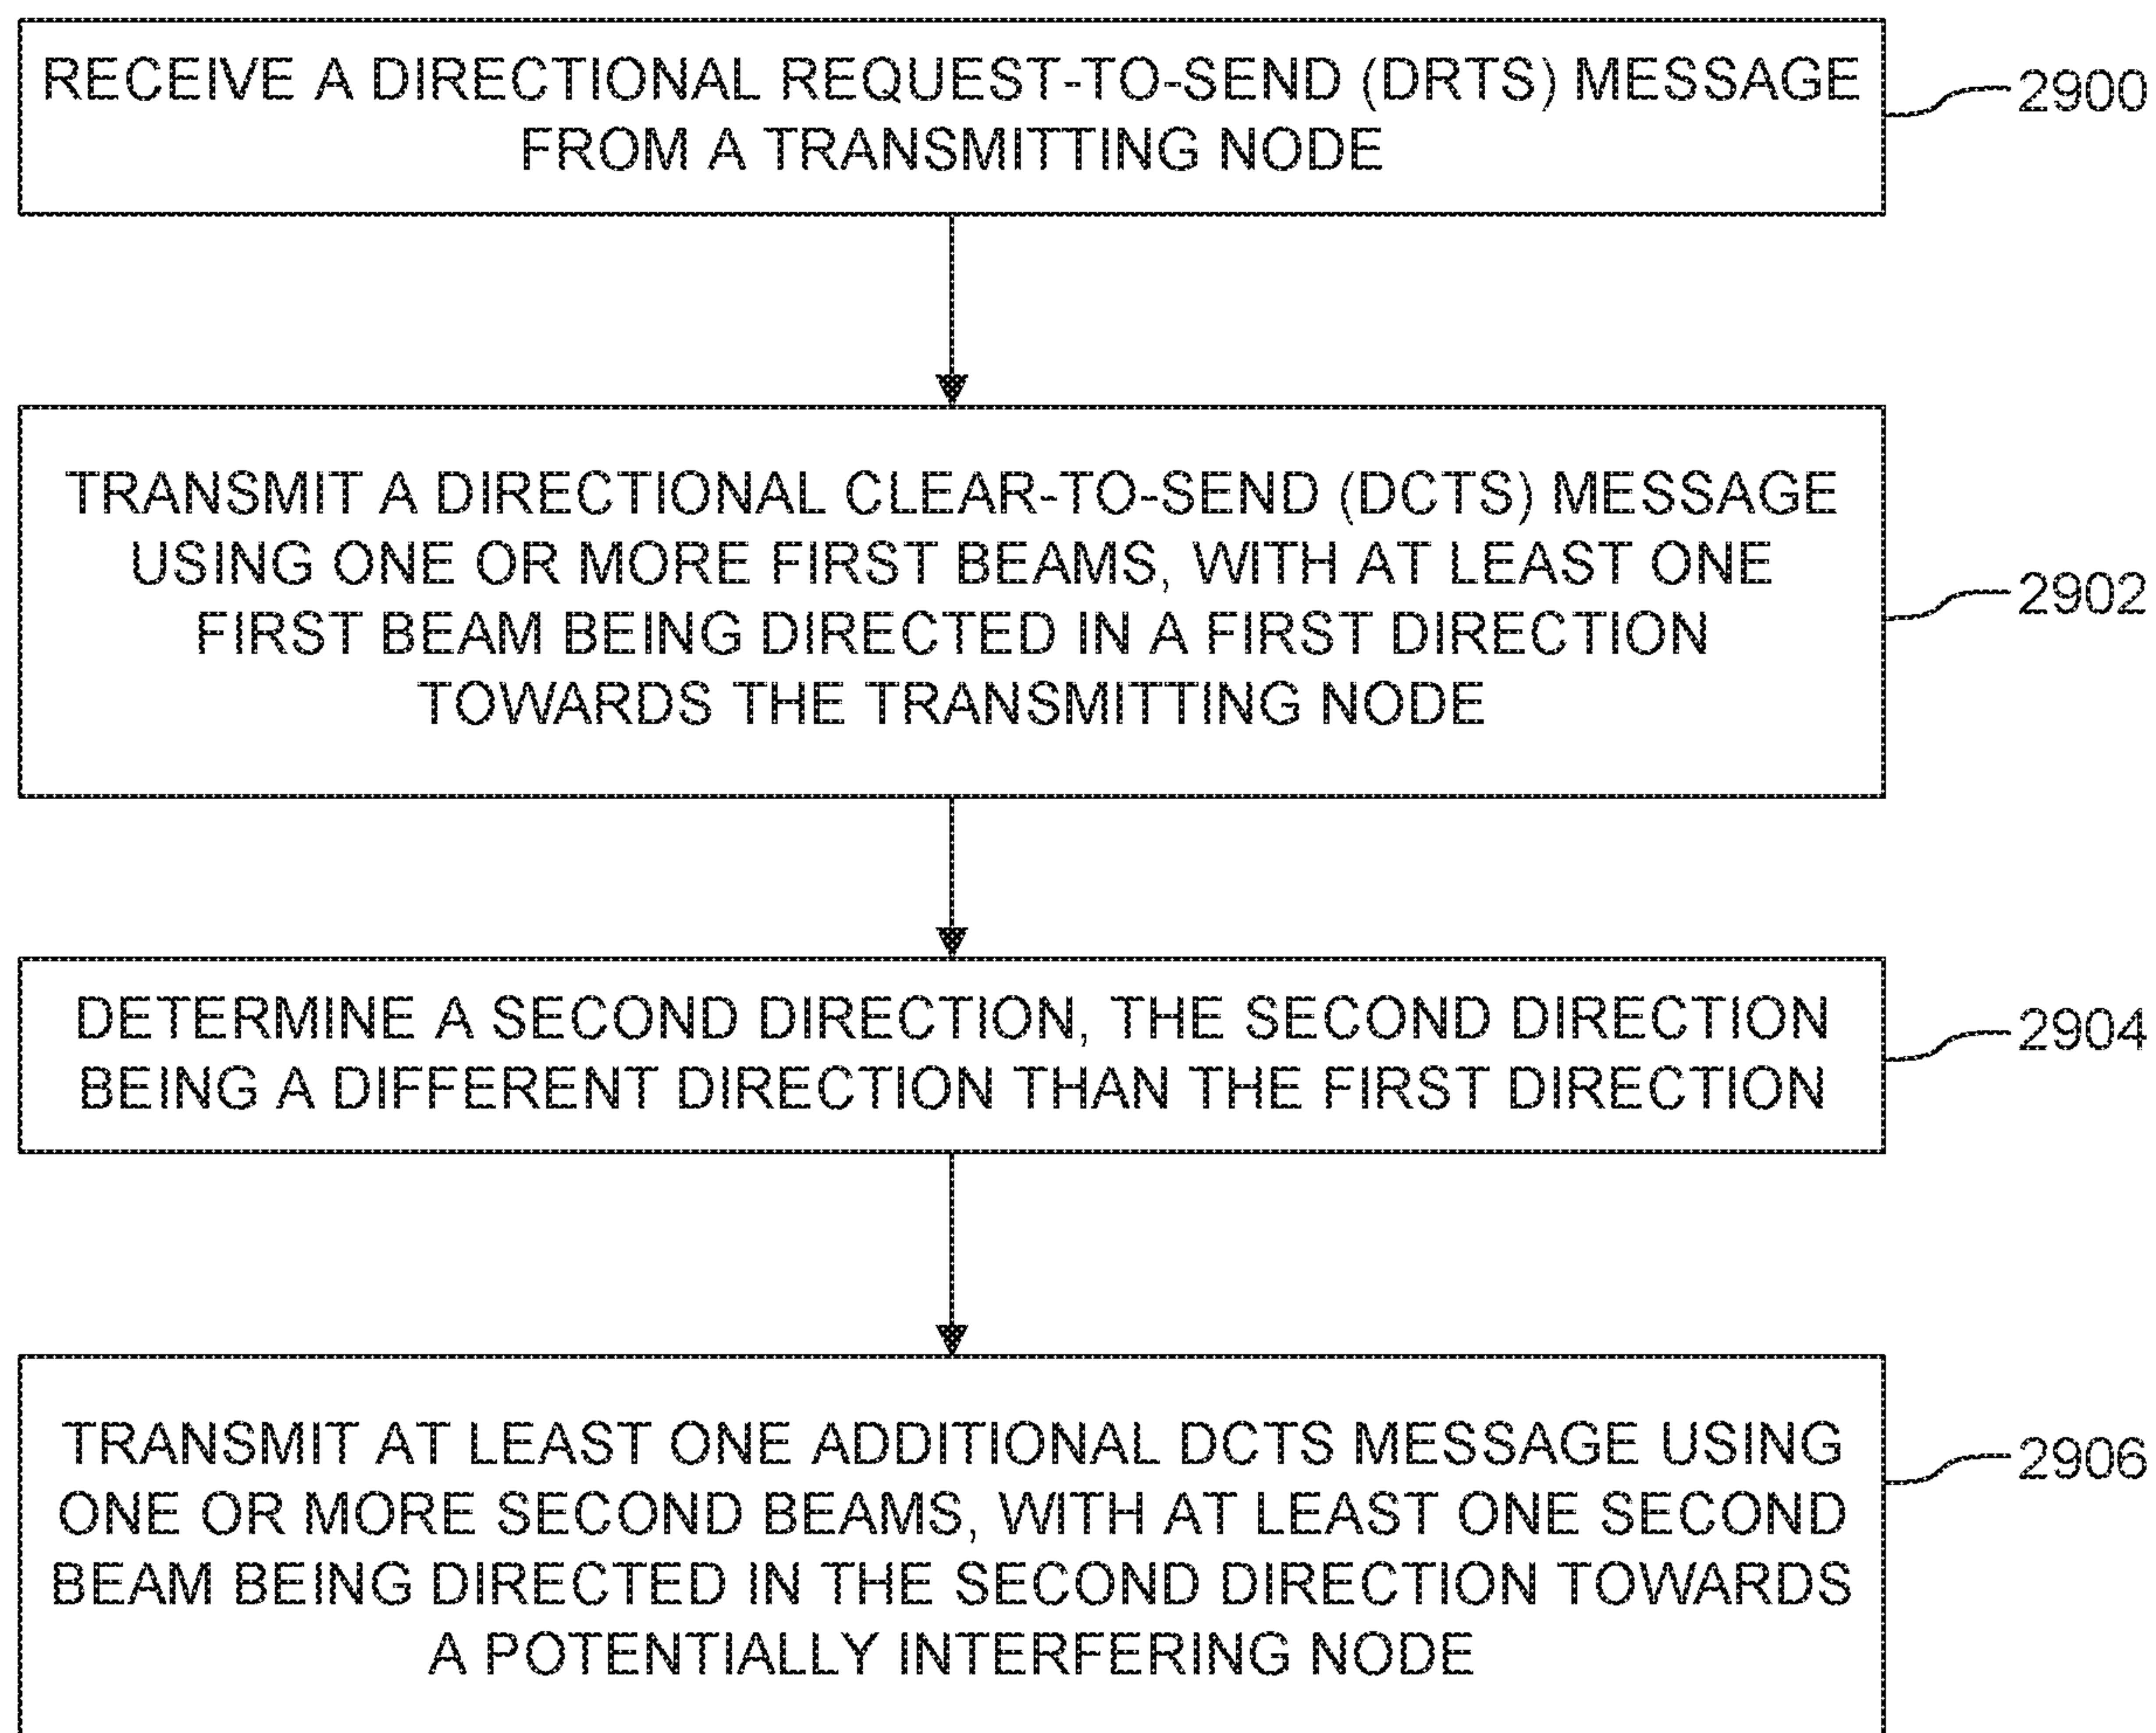 RECEIVE A DIRECTIONAL REQUEST-TO-SEND (DRTS) MESSAGE
FROM A TRANSMITTING NODE
2900
TRANSMIT A DIRECTIONAL CLEAR-TO-SEND (DCTS) MESSAGE
USING ONE OR MORE FIRST BEAMS, WITH AT LEAST ONE
FIRST BEAM BEING DIRECTED IN A FIRST DIRECTION
TOWARDS THE TRANSMITTING NODE
2902
DETERMINE A SECOND DIRECTION, THE SECOND DIRECTION
BEING A DIFFERENT DIRECTION THAN THE FIRST DIRECTION
2904
TRANSMIT AT LEAST ONE ADDITIONAL DCTS MESSAGE USING
ONE OR MORE SECOND BEAMS, WITH AT LEAST ONE SECOND
BEAM BEING DIRECTED IN THE SECOND DIRECTION TOWARDS
A POTENTIALLY INTERFERING NODE
2906